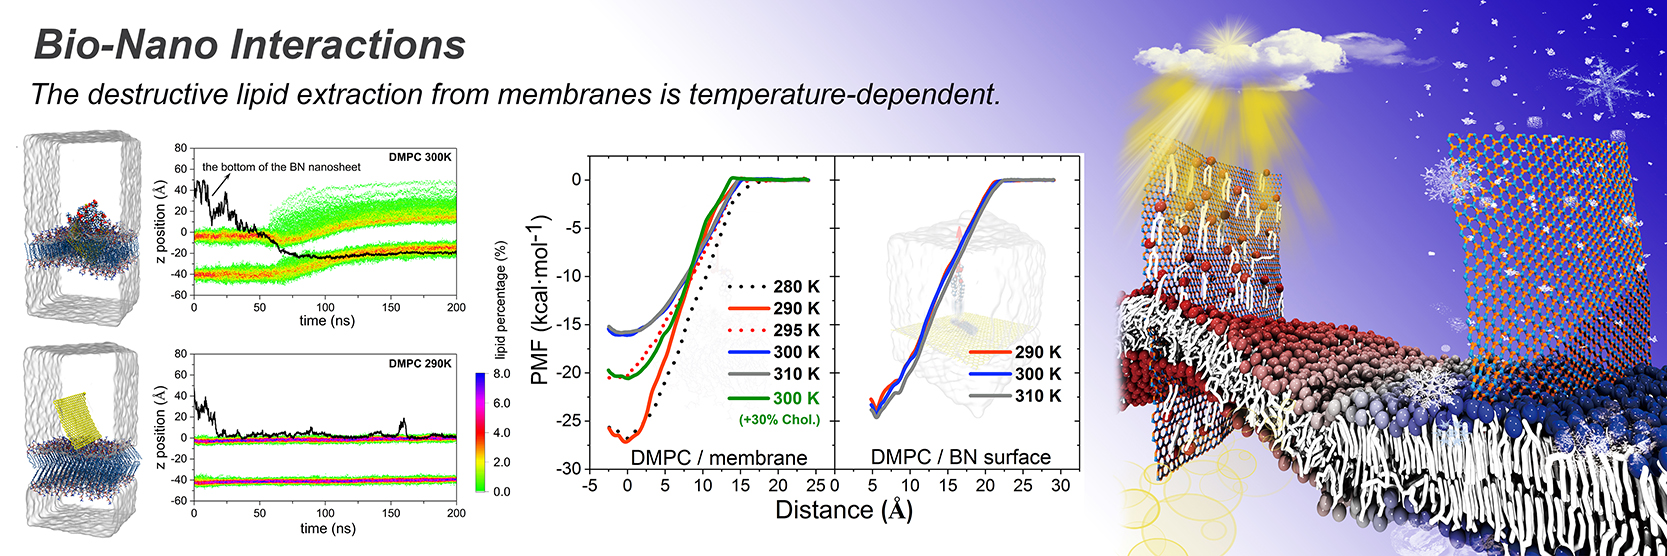 Bio-Nano Interactions
The destructive lipid extraction from membranes is temperature-dependent.
80
60
40
20
0
-20
-40
-60
z position (Å)
DMPC 300K
the bottom of the BN nanosheet
0 50 100 150 200
time (ns)
80
60
40
20
0
-20
-40
-60
z position (Å)
DMPC 290K
0 50 100 150 200
time (ns)
lipid percentage (%)
8.0
6.0
4.0
2.0
0.0
PMF (kcal·mol⁻¹)
0
-5
-10
-15
-20
-25
-30
280 K
290 K
295 K
300 K
310 K
300 K
(+30% Chol.)
DMPC / membrane
-5 0 5 10 15 20 25
290 K
300 K
310 K
DMPC / BN surface
0 5 10 15 20 25 30
Distance (Å)